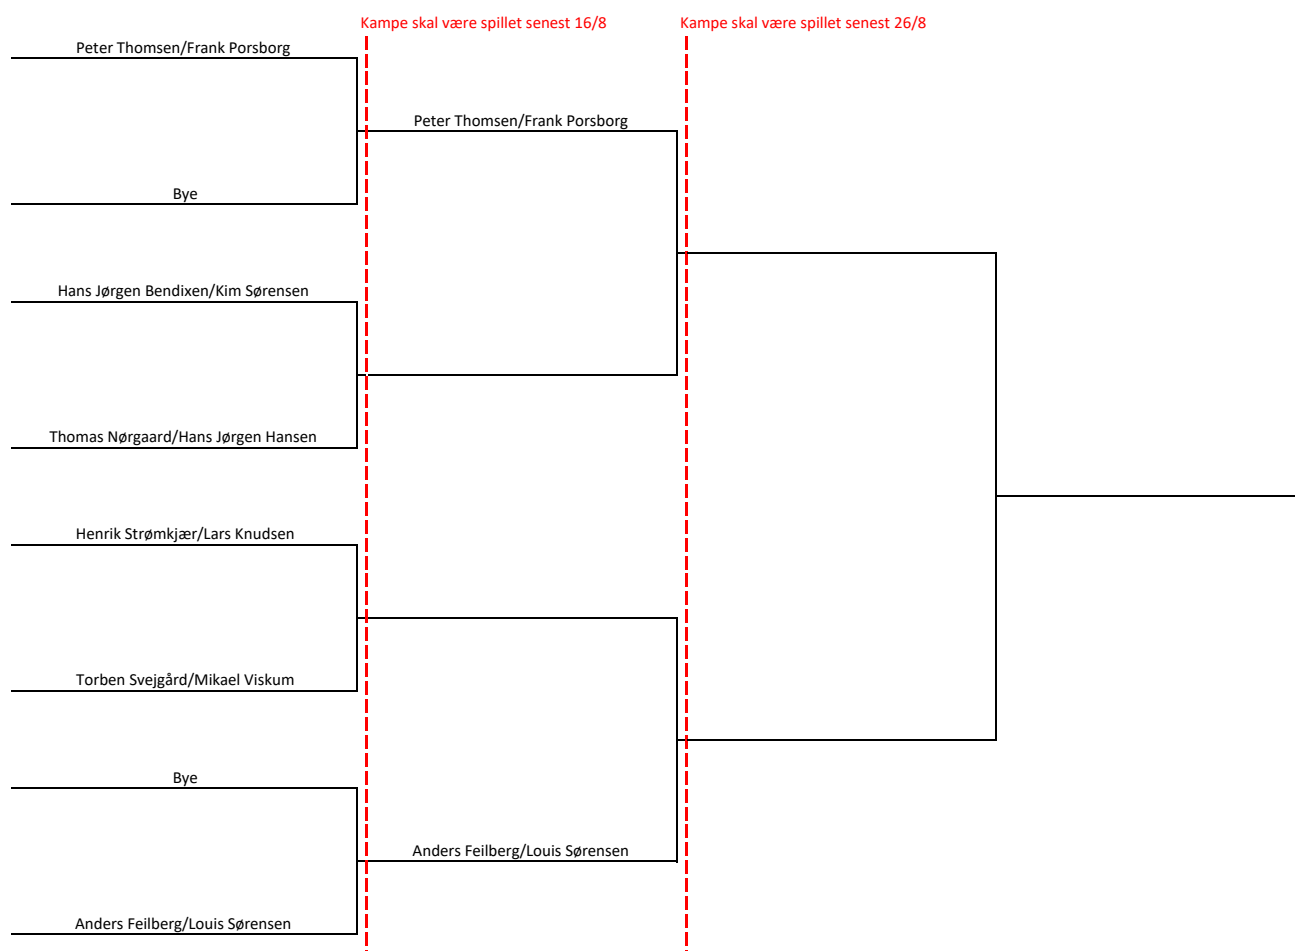 Kampe skal være spillet senest 16/8
Kampe skal være spillet senest 26/8
Peter Thomsen/Frank Porsborg
Peter Thomsen/Frank Porsborg
Bye
Hans Jørgen Bendixen/Kim Sørensen
Thomas Nørgaard/Hans Jørgen Hansen
Henrik Strømkjær/Lars Knudsen
Torben Svejgård/Mikael Viskum
Bye
Anders Feilberg/Louis Sørensen
Anders Feilberg/Louis Sørensen